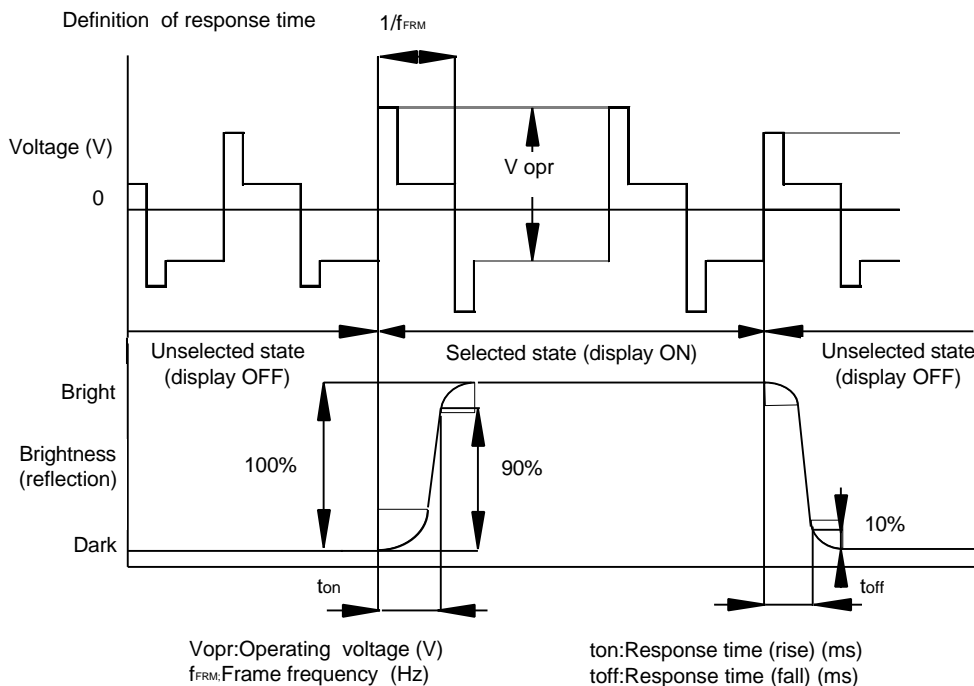 Definition of response time
1/fFRM
Voltage (V)
V opr
0
Unselected state
(display OFF)
Selected state (display ON)
Unselected state
(display OFF)
Bright
Brightness
(reflection)
100%
90%
10%
Dark
ton
toff
Vopr:Operating voltage (V)
fFRM:Frame frequency (Hz)
ton:Response time (rise) (ms)
toff:Response time (fall) (ms)